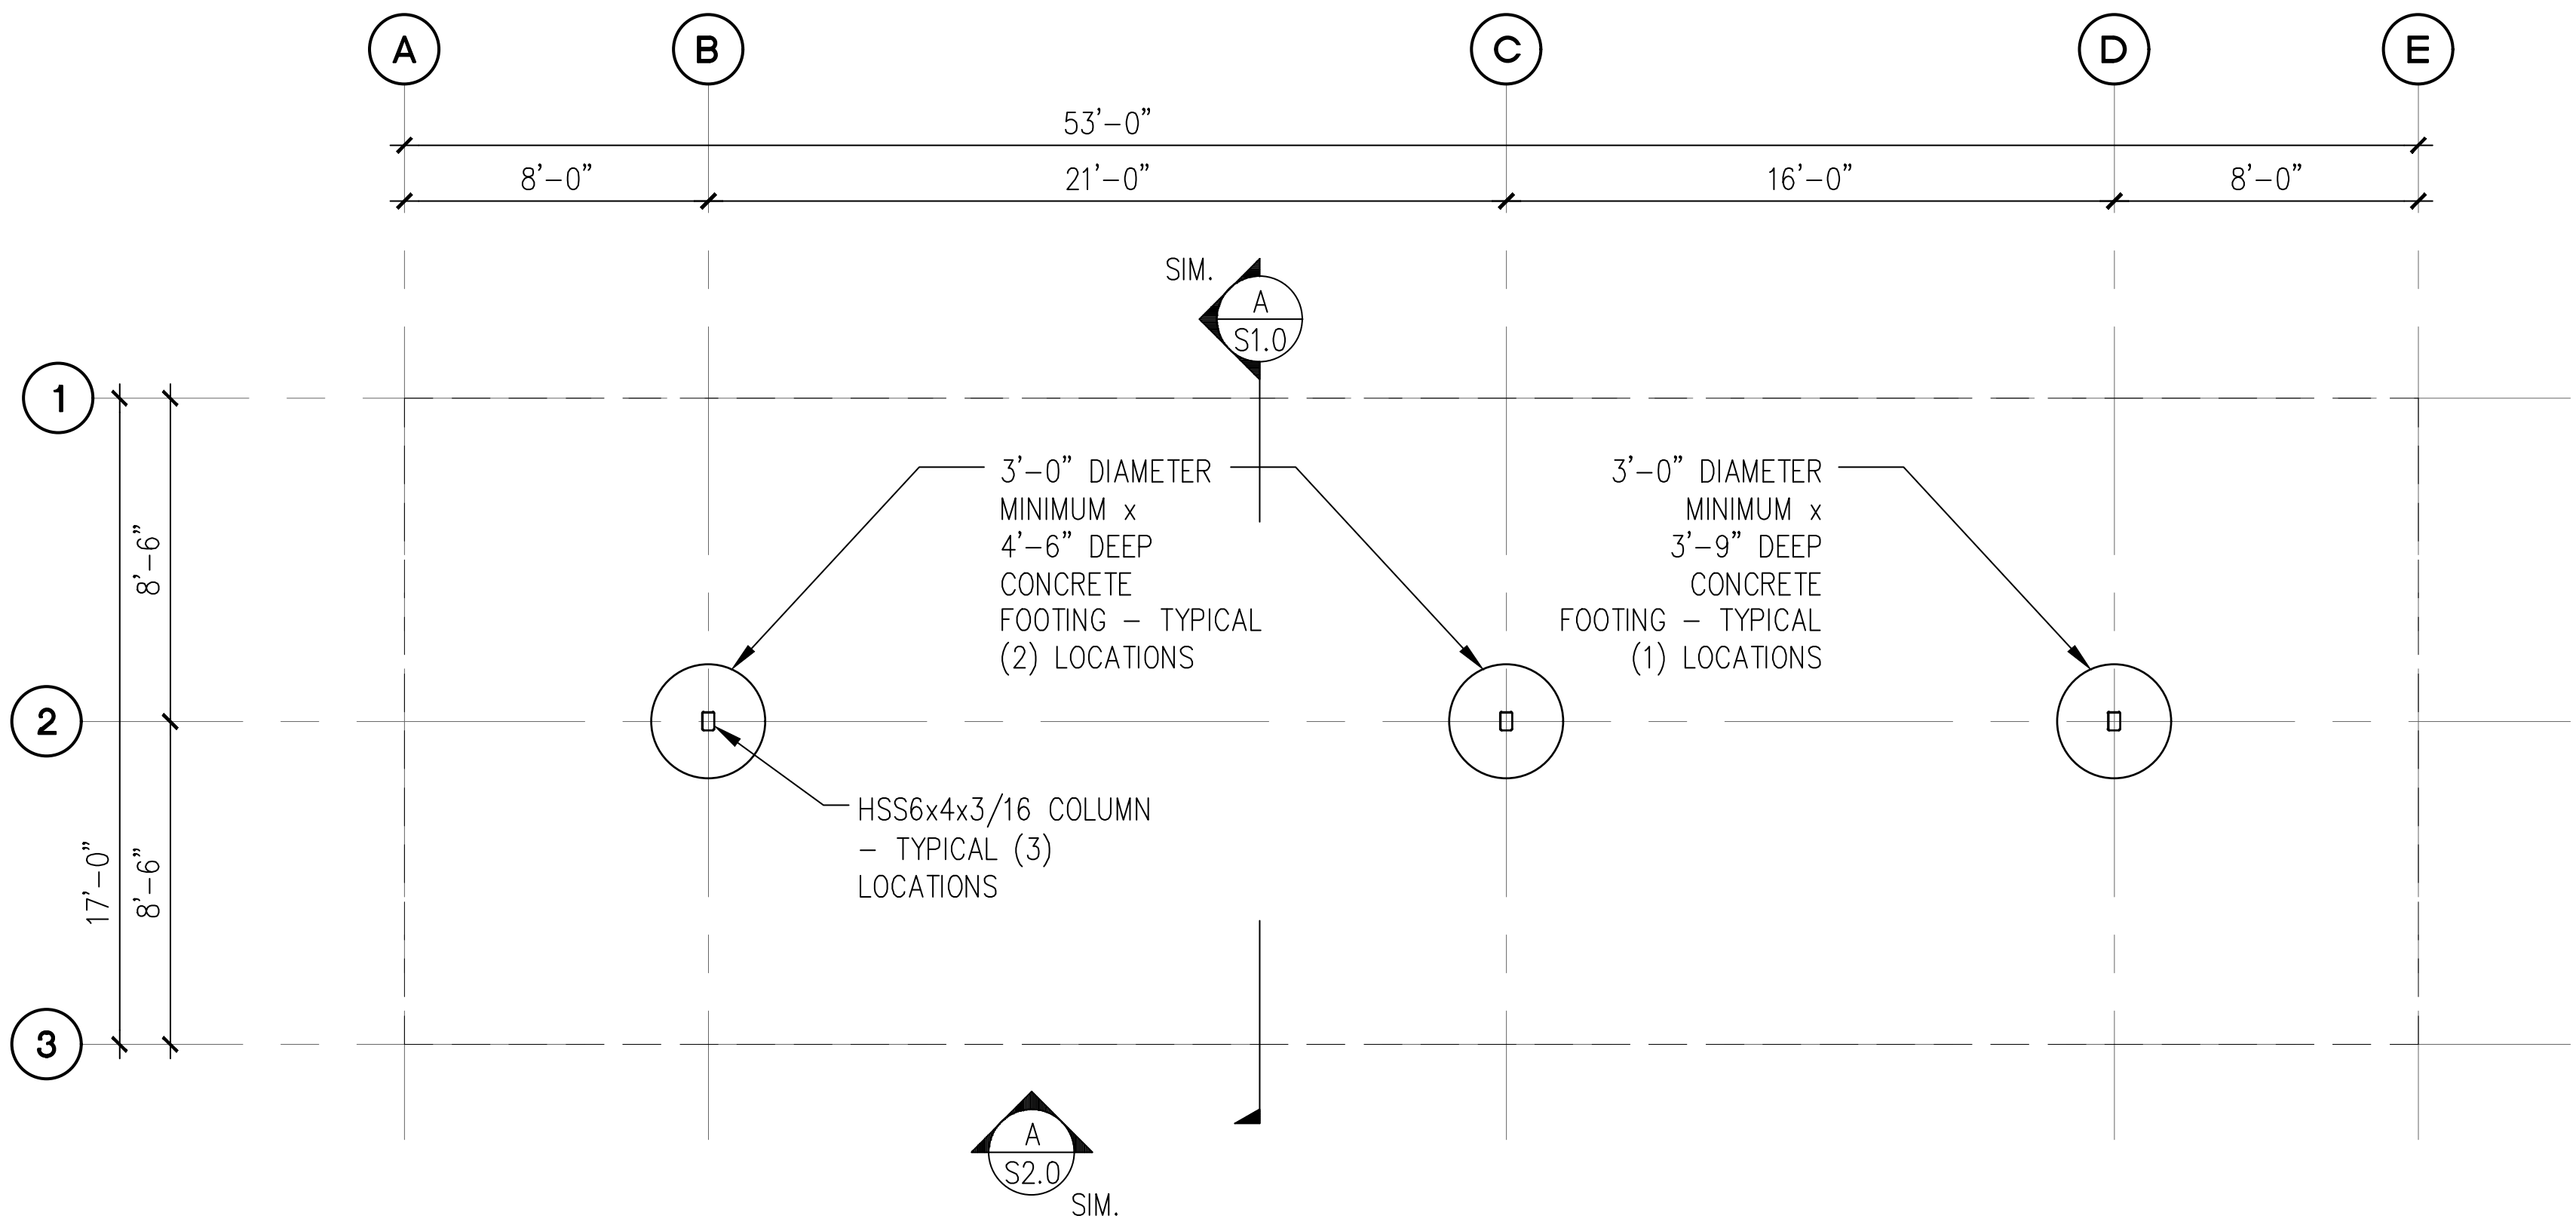 A B C D E
53'-0"
8'-0" 21'-0" 16'-0" 8'-0"
SIM.
A
S1.0
1
2
3
8'-6"
17'-0"
8'-6"
3'-0" DIAMETER
MINIMUM x
4'-6" DEEP
CONCRETE
FOOTING - TYPICAL
(2) LOCATIONS
3'-0" DIAMETER
MINIMUM x
3'-9" DEEP
CONCRETE
FOOTING - TYPICAL
(1) LOCATIONS
HSS6x4x3/16 COLUMN
- TYPICAL (3)
LOCATIONS
A
S2.0
SIM.